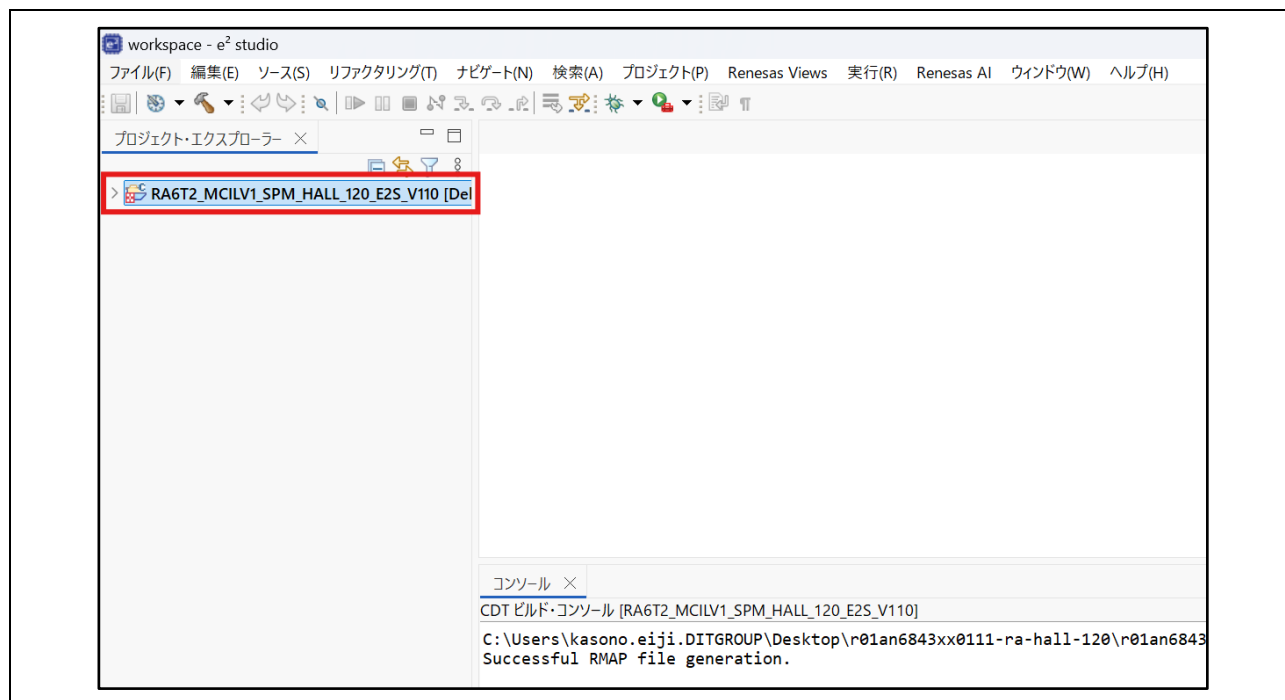 workspace - e² studio
ファイル(F) 編集(E) ソース(S) リファクタリング(T) ナビゲート(N) 検索(A) プロジェクト(P) Renesas Views 実行(R) Renesas AI ウィンドウ(W) ヘルプ(H)
プロジェクト・エクスプローラー
RA6T2_MCILV1_SPM_HALL_120_E2S_V110 [Del
コンソール
CDT ビルド・コンソール [RA6T2_MCILV1_SPM_HALL_120_E2S_V110]
C:\Users\kasono.eiji.DITGROUP\Desktop\r01an6843xx0111-ra-hall-120\r01an6843
Successful RMAP file generation.